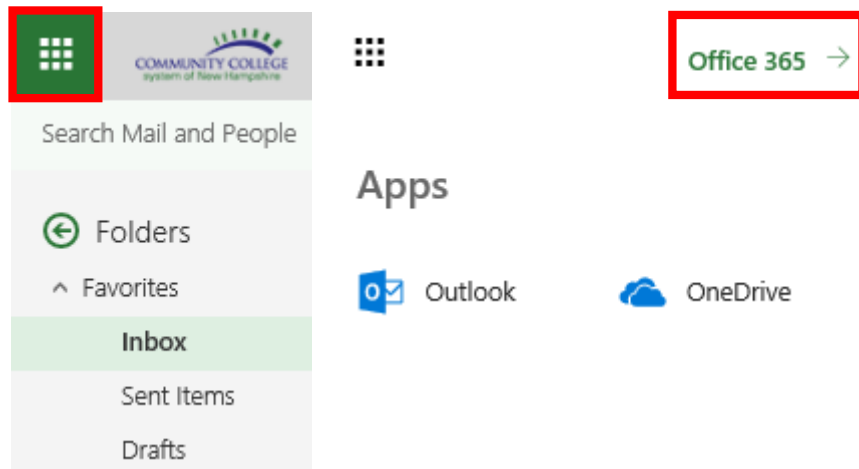 COMMUNITY COLLEGE
system of New Hampshire
Search Mail and People
Folders
Favorites
Inbox
Sent Items
Drafts
Office 365 →
Apps
Outlook
OneDrive